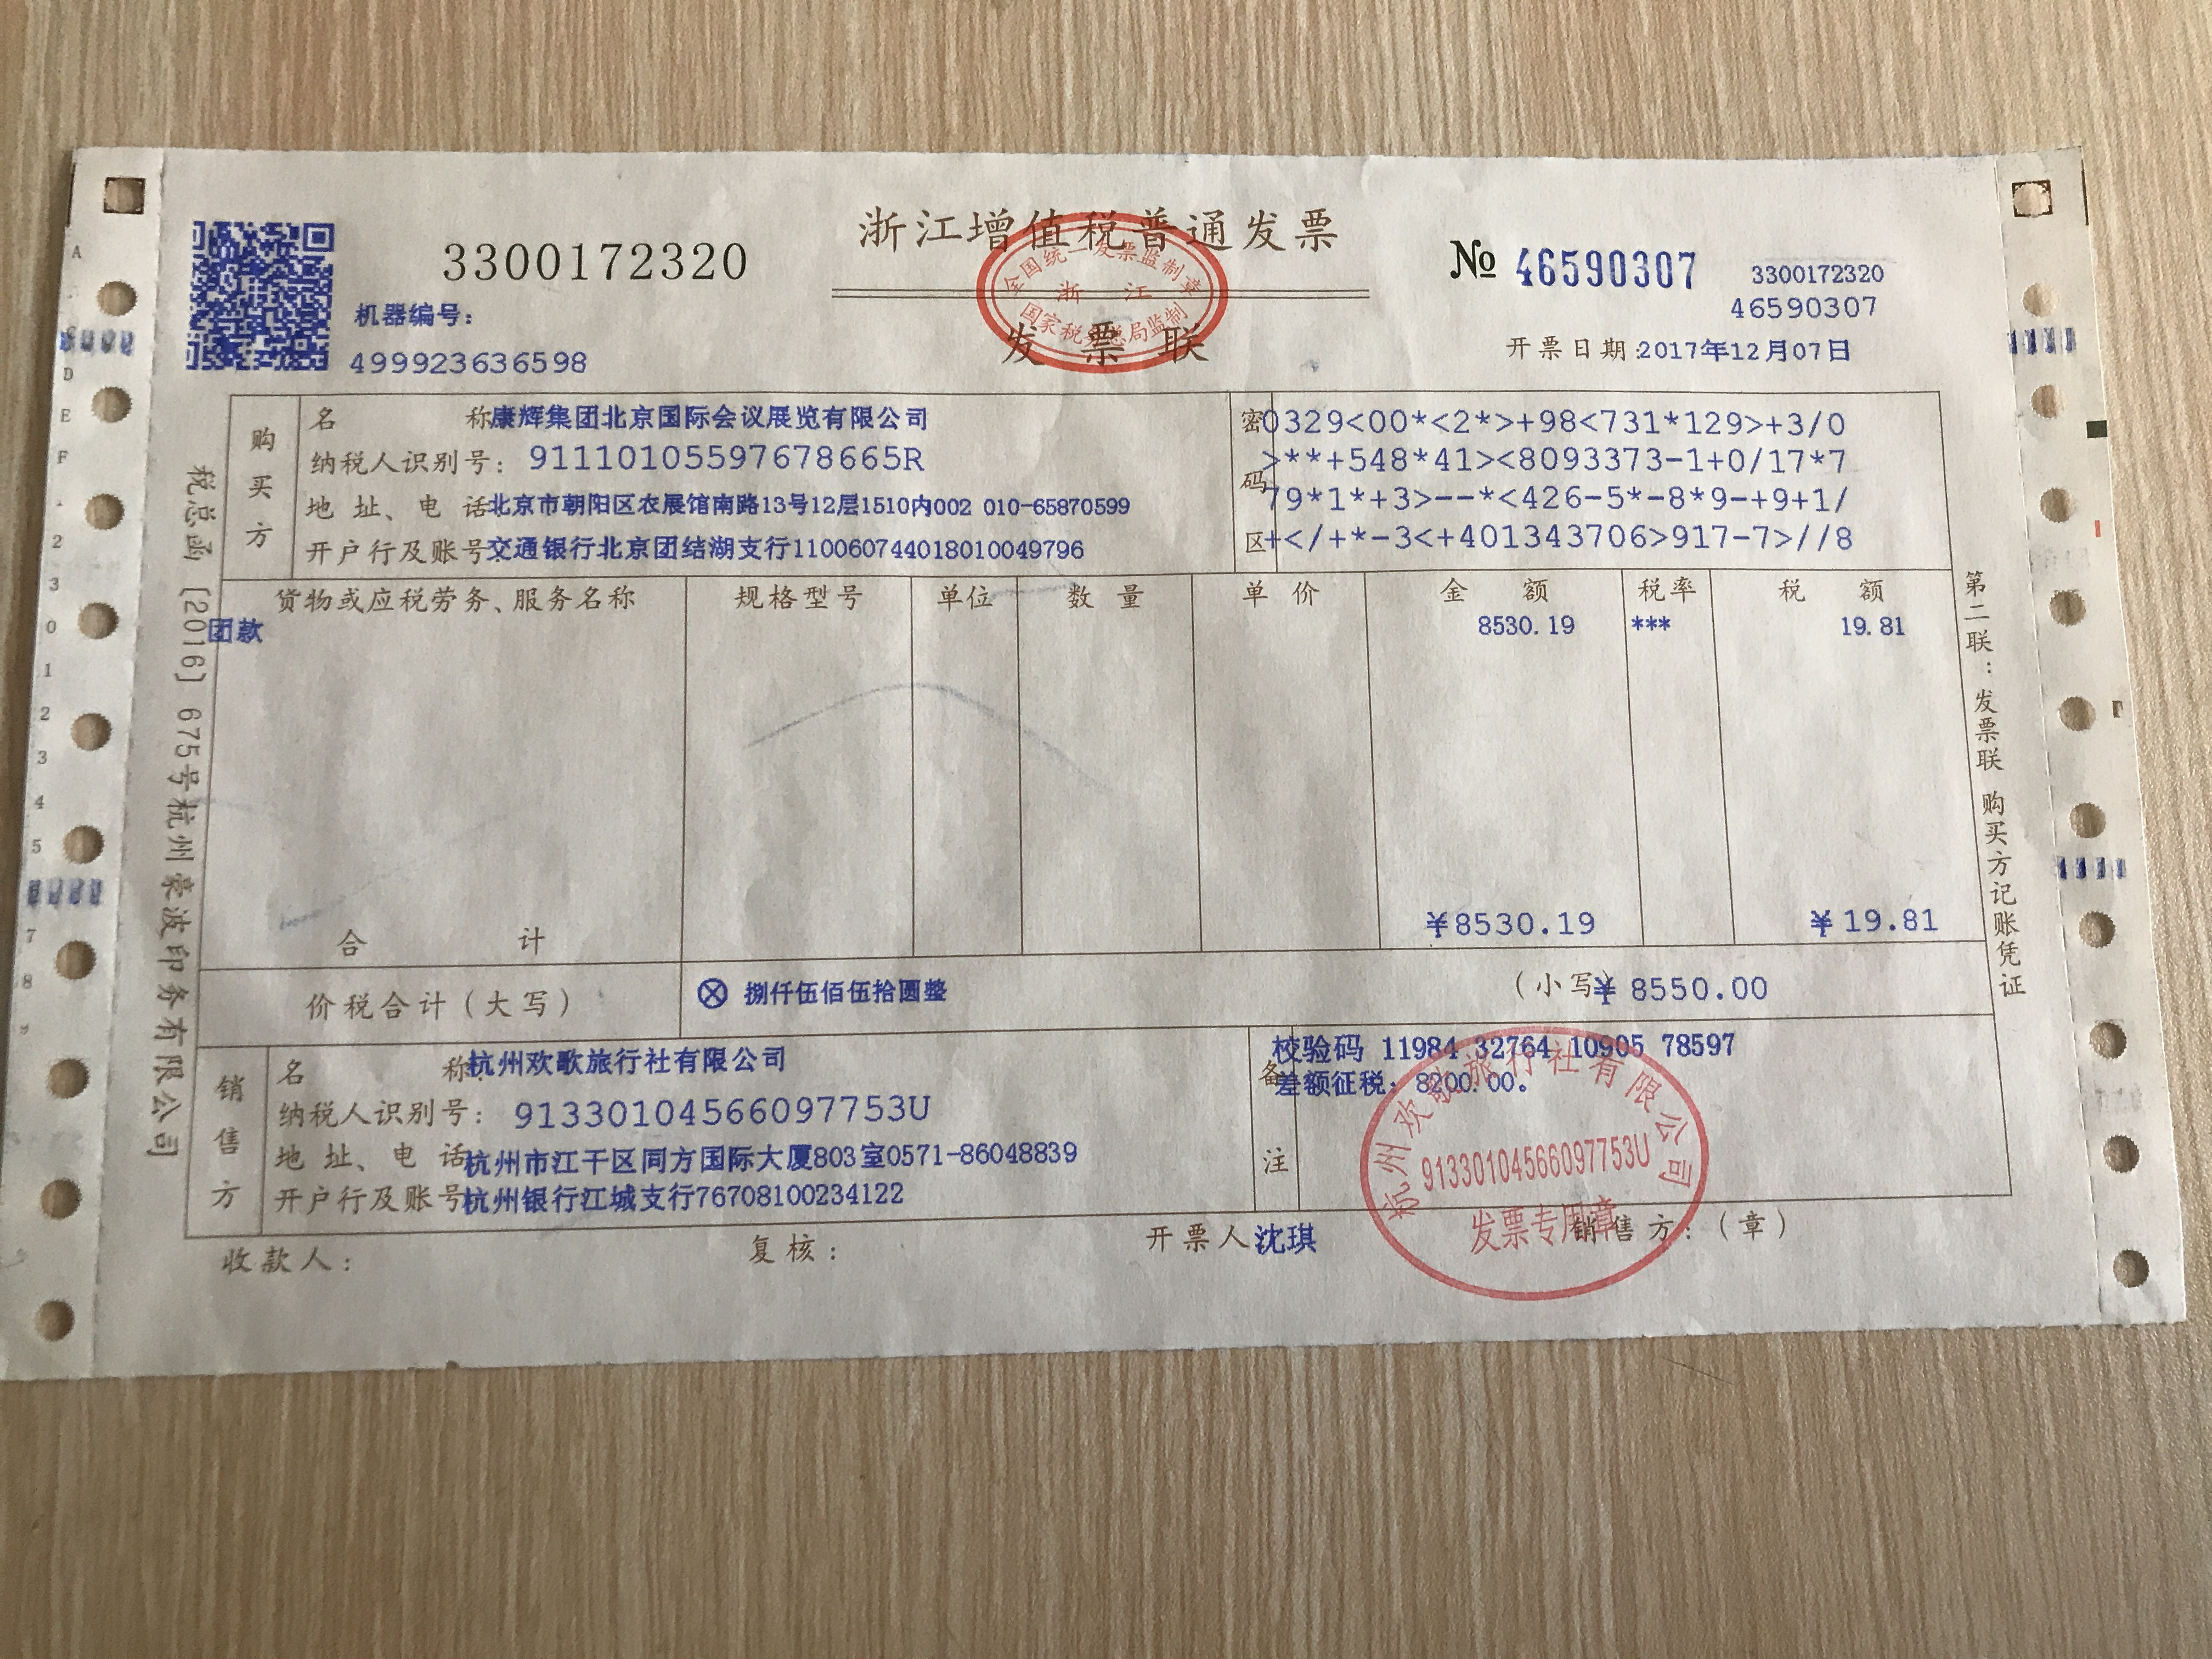 浙江增值税普通发票
3300172320
№ 46590307
3300172320
46590307
全国统一发票监制章
浙 江
国家税务总局监制
发 票 联
机器编号:
499923636598
开票日期:2017年12月07日
购买方
名 称康辉集团北京国际会议展览有限公司
纳税人识别号: 91110105597678665R
地 址、电 话北京市朝阳区农展馆南路13号12层1510内002 010-65870599
开户行及账号:交通银行北京团结湖支行110060744018010049796
密码区
0329<00*<2*>+98<731*129>+3/0
>**+548*41><8093373-1+0/17*7
79*1*+3>--*<426-5*-8*9-+9+1/
+</+*-3<+401343706>917-7>//8
货物或应税劳务、服务名称 规格型号 单位 数 量 单 价 金 额 税率 税 额
团款 8530.19 *** 19.81
合 计 ¥8530.19 ¥19.81
价税合计(大写) ⊗ 捌仟伍佰伍拾圆整 (小写)¥ 8550.00
销售方
名 称:杭州欢歌旅行社有限公司
纳税人识别号: 91330104566097753U
地 址、电 话杭州市江干区同方国际大厦803室0571-86048839
开户行及账号杭州银行江城支行76708100234122
备注
校验码 11984 32764 10905 78597
差额征税: 8200.00。
杭州欢歌旅行社有限公司
91330104566097753U
发票专用章
收款人: 复核: 开票人沈琪 销售方:(章)
税总函〔2016〕675号杭州豪波印务有限公司
第二联:发票联 购买方记账凭证